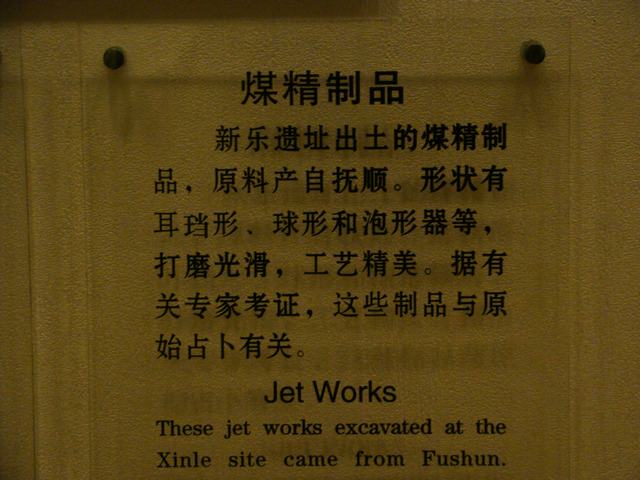 煤精制品
新乐遗址出土的煤精制
品，原料产自抚顺。形状有
耳珰形、球形和泡形器等，
打磨光滑，工艺精美。据有
关专家考证，这些制品与原
始占卜有关。
Jet Works
These jet works excavated at the
Xinle site came from Fushun.